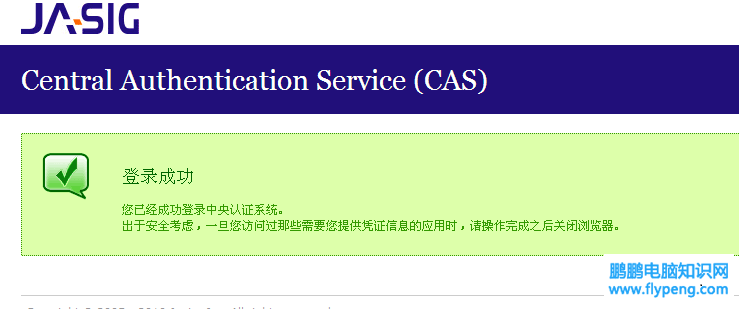 JASIG
Central Authentication Service (CAS)
登录成功
您已经成功登录中央认证系统。
出于安全考虑，一旦您访问过那些需要您提供凭证信息的应用时，请操作完成之后关闭浏览器。
鹏鹏电脑知识网
www.flypeng.com